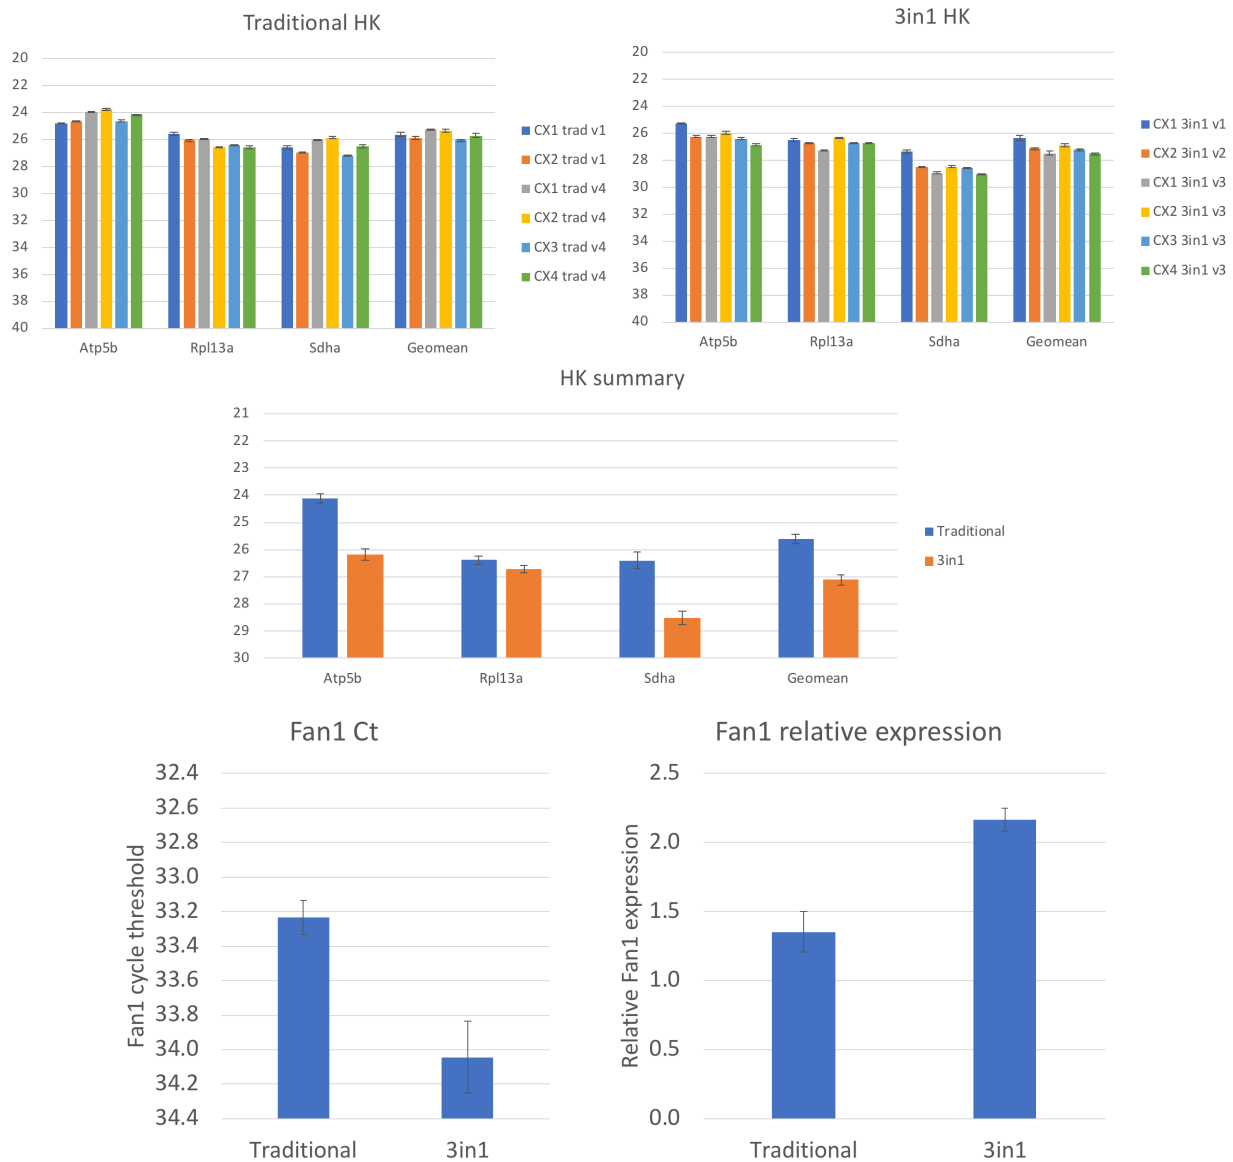 Traditional HK
20
22
24
26
28
30
32
34
36
38
40
Atp5b
Rpl13a
Sdha
Geomean
CX1 trad v1
CX2 trad v1
CX1 trad v4
CX2 trad v4
CX3 trad v4
CX4 trad v4
3in1 HK
20
22
24
26
28
30
32
34
36
38
40
Atp5b
Rpl13a
Sdha
Geomean
CX1 3in1 v1
CX2 3in1 v2
CX1 3in1 v3
CX2 3in1 v3
CX3 3in1 v3
CX4 3in1 v3
HK summary
21
22
23
24
25
26
27
28
29
30
Atp5b
Rpl13a
Sdha
Geomean
Traditional
3in1
Fan1 Ct
Fan1 cycle threshold
32.4
32.6
32.8
33.0
33.2
33.4
33.6
33.8
34.0
34.2
34.4
Traditional
3in1
Fan1 relative expression
Relative Fan1 expression
2.5
2.0
1.5
1.0
0.5
0.0
Traditional
3in1